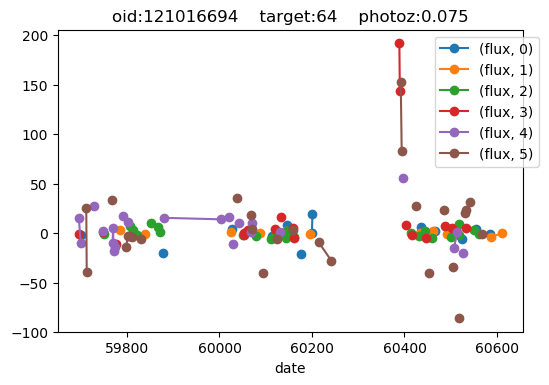 oid:121016694    target:64    photoz:0.075
200
150
100
50
0
−50
−100
59800
60000
60200
60400
60600
date
(flux, 0)
(flux, 1)
(flux, 2)
(flux, 3)
(flux, 4)
(flux, 5)